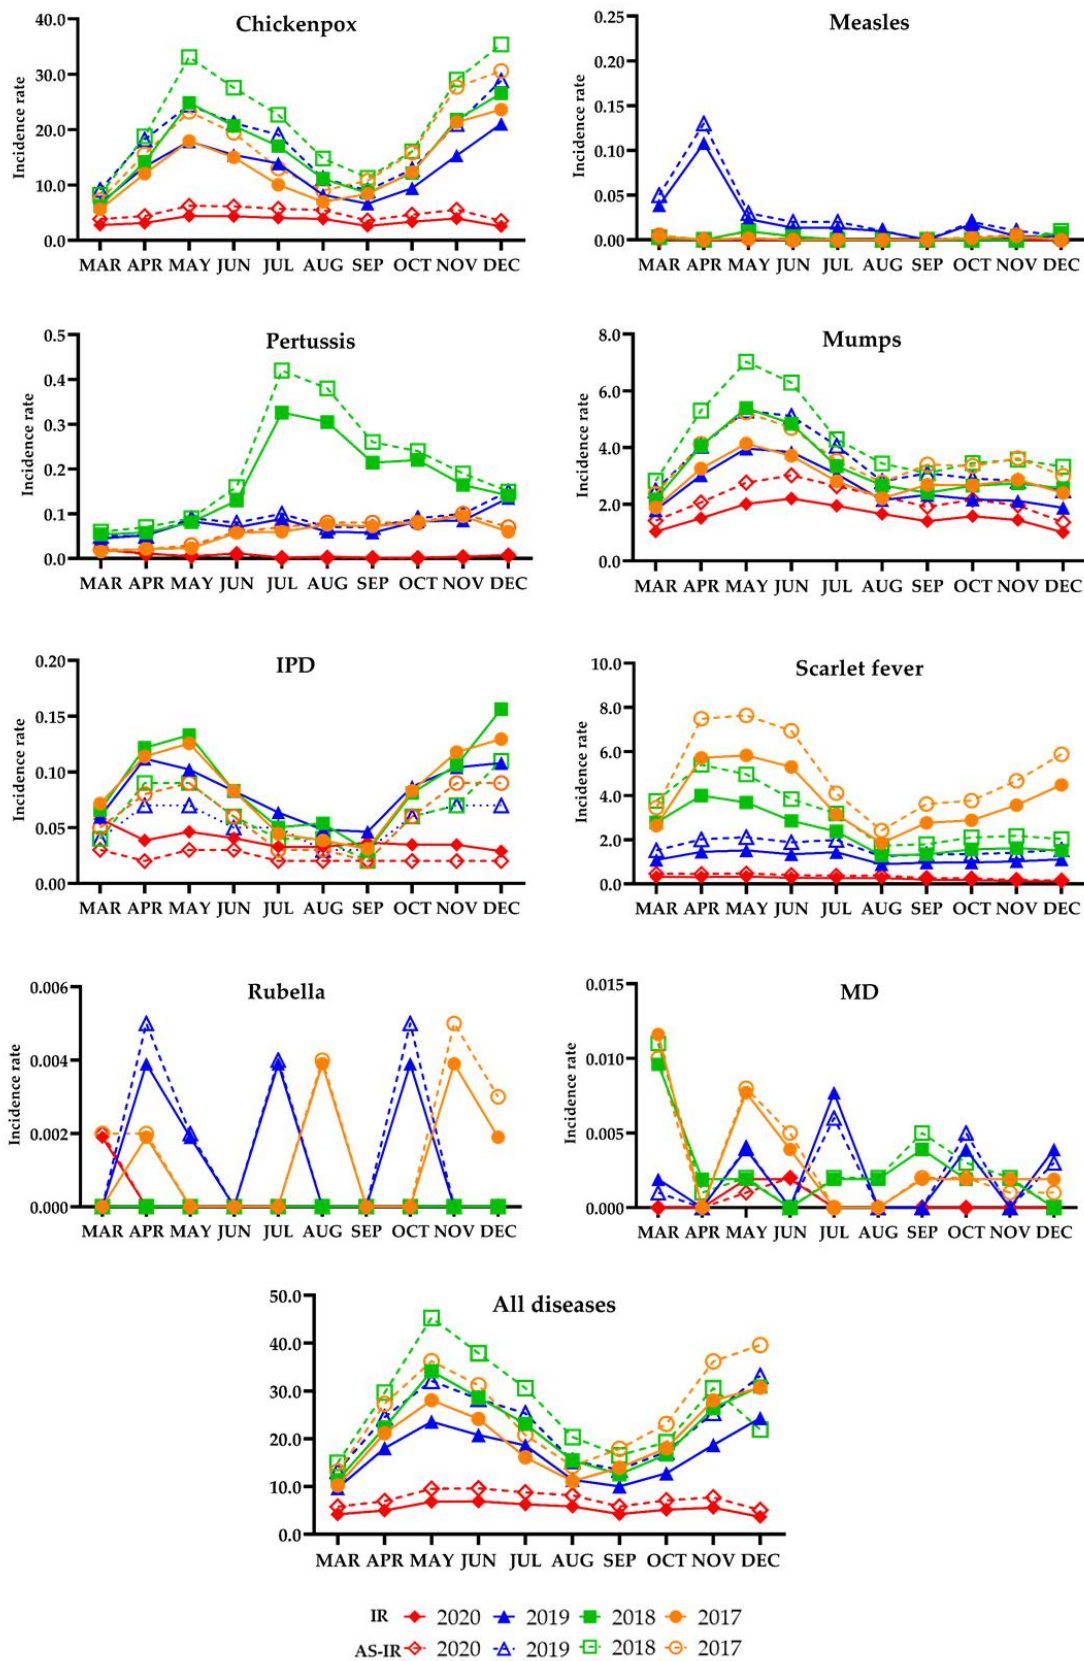 Chickenpox
Incidence rate
40.0
30.0
20.0
10.0
0.0
MAR APR MAY JUN JUL AUG SEP OCT NOV DEC
Measles
Incidence rate
0.25
0.20
0.15
0.10
0.05
0.00
MAR APR MAY JUN JUL AUG SEP OCT NOV DEC
Pertussis
Incidence rate
0.5
0.4
0.3
0.2
0.1
0.0
MAR APR MAY JUN JUL AUG SEP OCT NOV DEC
Mumps
Incidence rate
8.0
6.0
4.0
2.0
0.0
MAR APR MAY JUN JUL AUG SEP OCT NOV DEC
IPD
Incidence rate
0.20
0.15
0.10
0.05
0.00
MAR APR MAY JUN JUL AUG SEP OCT NOV DEC
Scarlet fever
Incidence rate
10.0
8.0
6.0
4.0
2.0
0.0
MAR APR MAY JUN JUL AUG SEP OCT NOV DEC
Rubella
Incidence rate
0.006
0.004
0.002
0.000
MAR APR MAY JUN JUL AUG SEP OCT NOV DEC
MD
Incidence rate
0.015
0.010
0.005
0.000
MAR APR MAY JUN JUL AUG SEP OCT NOV DEC
All diseases
Incidence rate
50.0
40.0
30.0
20.0
10.0
0.0
MAR APR MAY JUN JUL AUG SEP OCT NOV DEC
IR 2020 2019 2018 2017
AS-IR 2020 2019 2018 2017